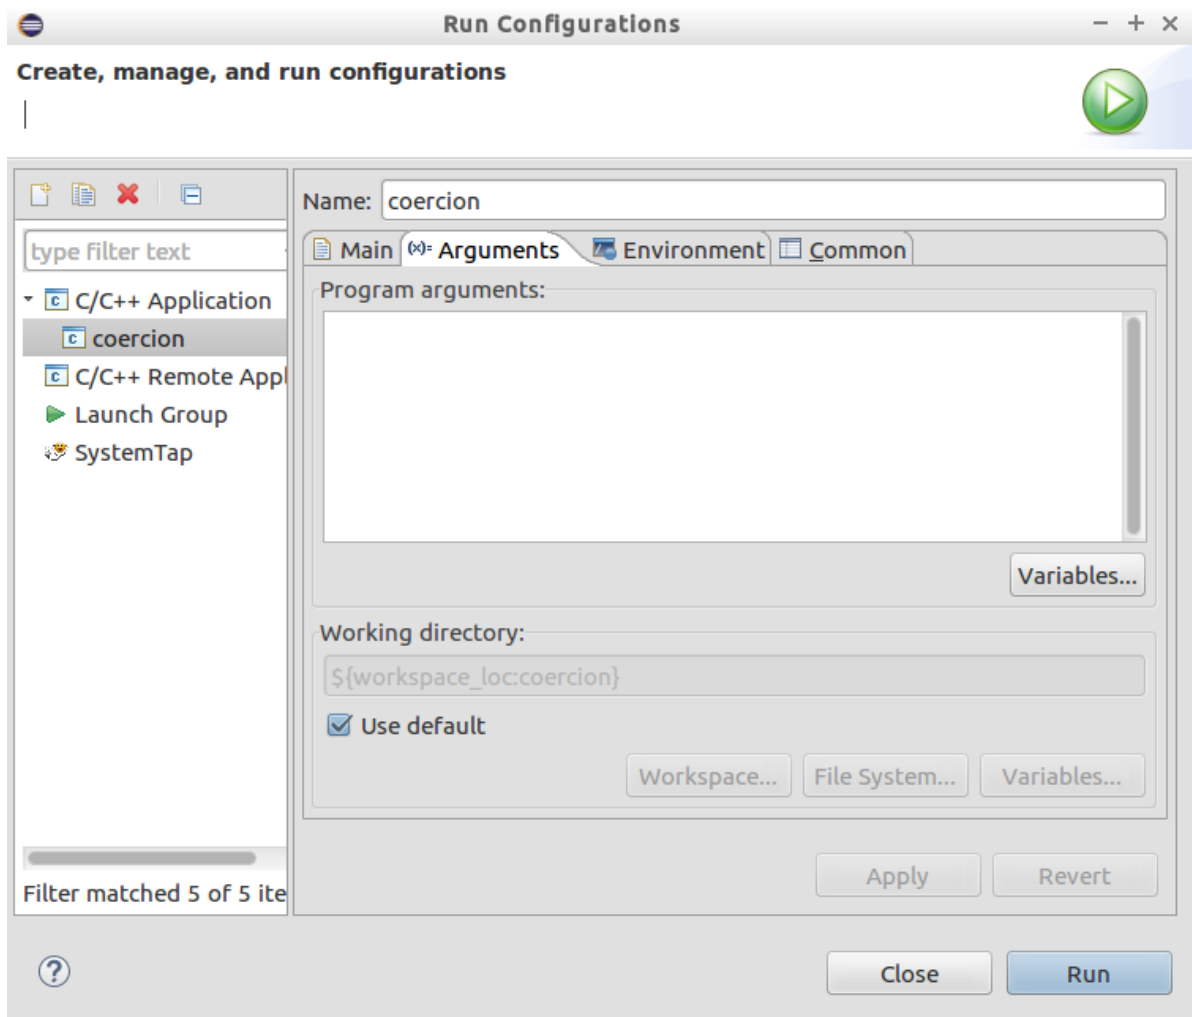 Run Configurations
Create, manage, and run configurations
type filter text
C/C++ Application
coercion
C/C++ Remote Appl
Launch Group
SystemTap
Filter matched 5 of 5 ite
Name: coercion
Main (x)= Arguments Environment Common
Program arguments:
Variables...
Working directory:
${workspace_loc:coercion}
Use default
Workspace... File System... Variables...
Apply Revert
Close Run